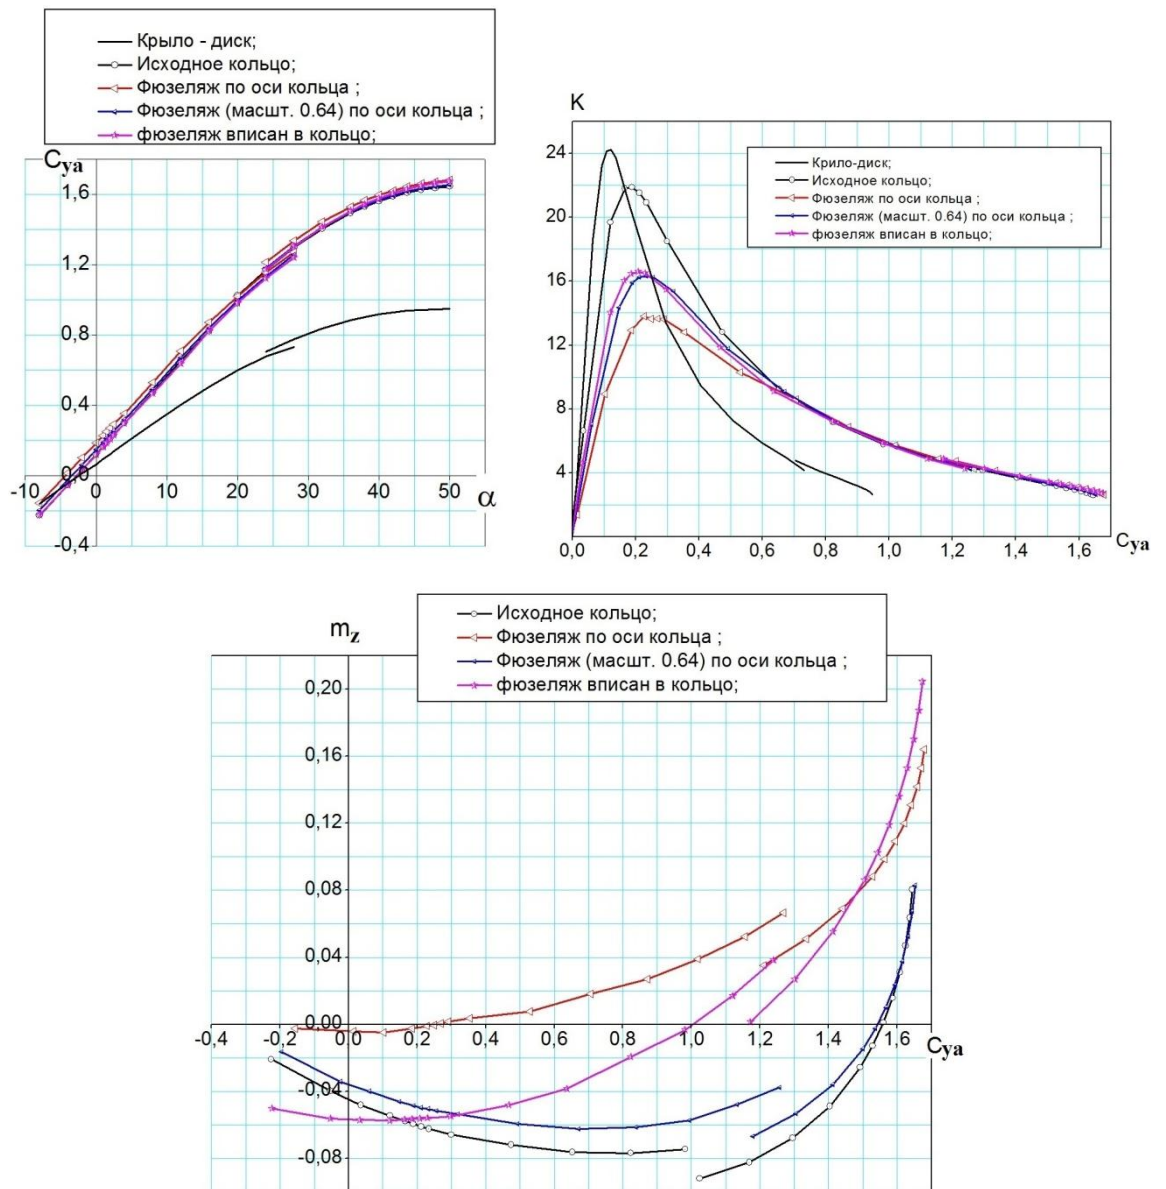 Крыло - диск;
Исходное кольцо;
Фюзеляж по оси кольца ;
Фюзеляж (масшт. 0.64) по оси кольца ;
фюзеляж вписан в кольцо;
Cya
1,6
1,2
0,8
0,4
0,0
-0,4
-10 0 10 20 30 40 50 α
K
Крило-диск;
Исходное кольцо;
Фюзеляж по оси кольца ;
Фюзеляж (масшт. 0.64) по оси кольца ;
фюзеляж вписан в кольцо;
24
20
16
12
8
4
0,0 0,2 0,4 0,6 0,8 1,0 1,2 1,4 1,6 Cya
Исходное кольцо;
Фюзеляж по оси кольца ;
Фюзеляж (масшт. 0.64) по оси кольца ;
фюзеляж вписан в кольцо;
mz
0,20
0,16
0,12
0,08
0,04
0,00
-0,4 -0,2 0,0 0,2 0,4 0,6 0,8 1,0 1,2 1,4 1,6 Cya
-0,04
-0,08